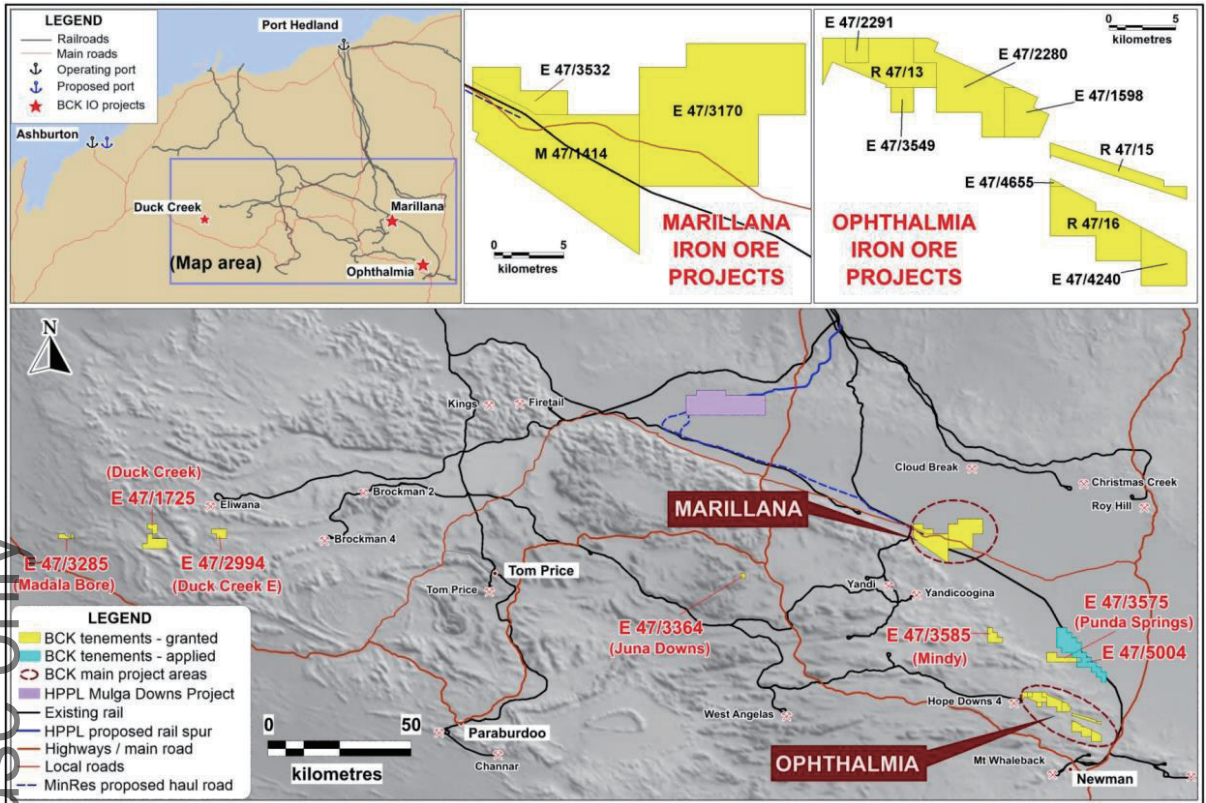 LEGEND
Railroads
Main roads
Operating port
Proposed port
BCK IO projects
Port Hedland
Ashburton
Duck Creek
Marillana
(Map area)
Ophthalmia
E 47/3532
E 47/3170
M 47/1414
0 5
kilometres
MARILLANA
IRON ORE
PROJECTS
E 47/2291
0 5
kilometres
E 47/2280
R 47/13
E 47/1598
E 47/3549
R 47/15
E 47/4655
R 47/16
E 47/4240
OPHTHALMIA
IRON ORE
PROJECTS
N
Kings
Firetail
Cloud Break
Christmas Creek
Roy Hill
(Duck Creek)
E 47/1725
Eliwana
Brockman 2
Brockman 4
MARILLANA
E 47/3285
(Madala Bore)
E 47/2994
(Duck Creek E)
Tom Price
Tom Price
Yandi
Yandicoogina
E 47/3364
(Juna Downs)
E 47/3585
(Mindy)
E 47/3575
(Punda Springs)
E 47/5004
LEGEND
BCK tenements - granted
BCK tenements - applied
BCK main project areas
HPPL Mulga Downs Project
Existing rail
HPPL proposed rail spur
Highways / main road
Local roads
MinRes proposed haul road
0 50
kilometres
Paraburdoo
Channar
West Angelas
Hope Downs 4
OPHTHALMIA
Mt Whaleback
Newman